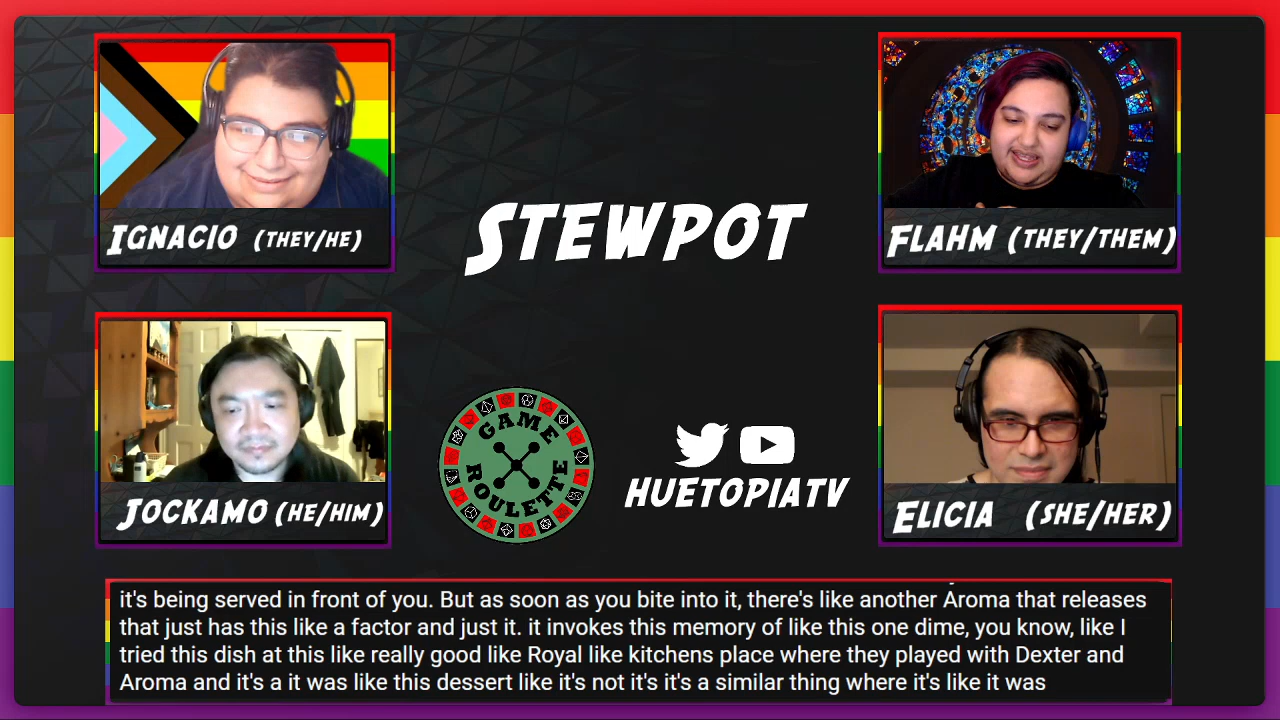 IGNACIO (THEY/HE)
FLAHM (THEY/THEM)
STEWPOT
JOCKAMO (HE/HIM)
ELICIA (SHE/HER)
GAME
ROULETTE
HUETOPIATV
it's being served in front of you. But as soon as you bite into it, there's like another Aroma that releases
that just has this like a factor and just it. it invokes this memory of like this one dime, you know, like I
tried this dish at this like really good like Royal like kitchens place where they played with Dexter and
Aroma and it's a it was like this dessert like it's not it's it's a similar thing where it's like it was